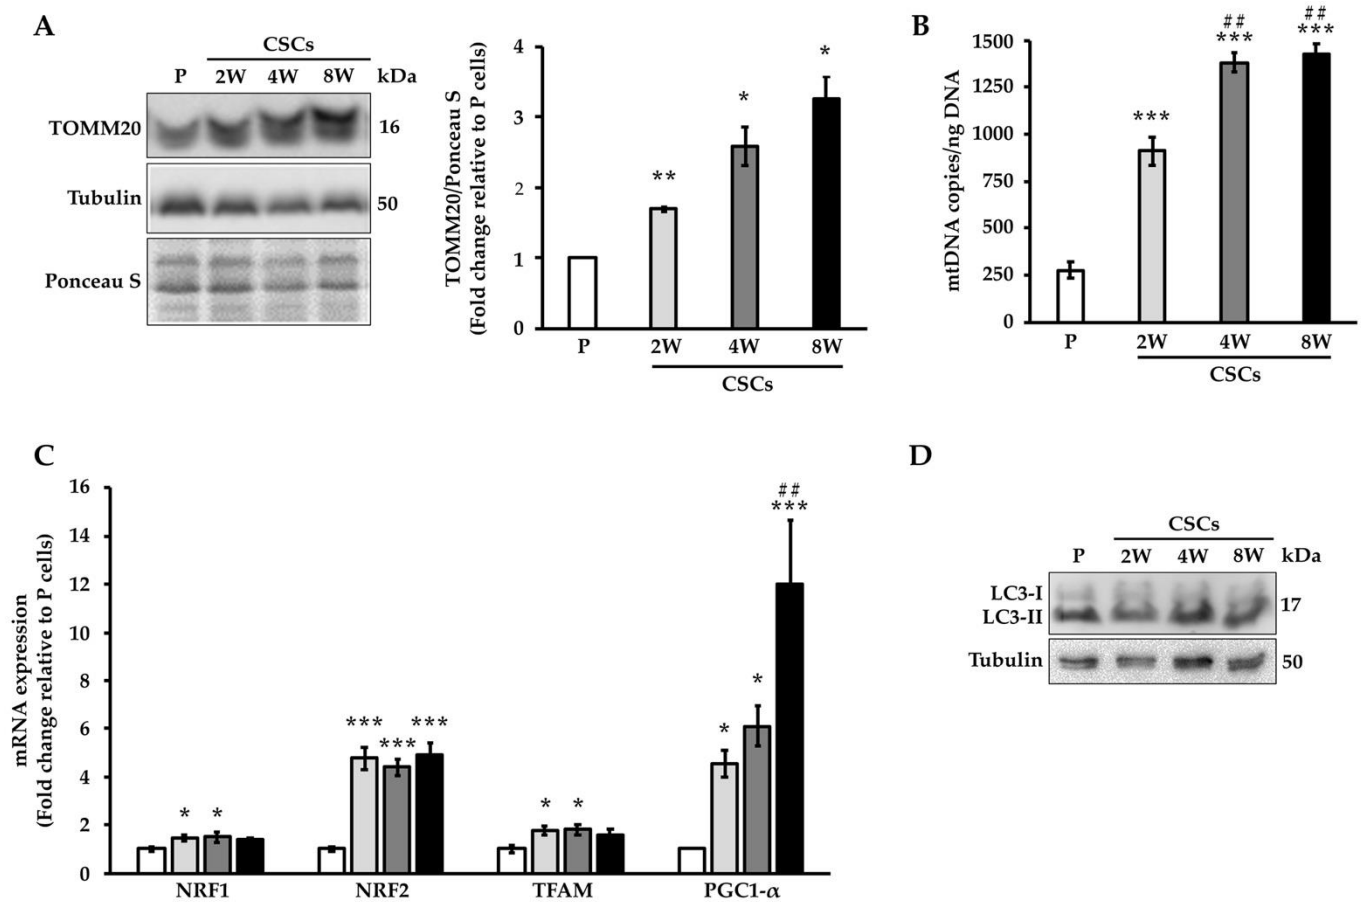 A
CSCs
P 2W 4W 8W kDa
TOMM20 16
Tubulin 50
Ponceau S
TOMM20/Ponceau S
(Fold change relative to P cells)
4
3
2
1
0
**
*
*
P 2W 4W 8W
CSCs
B
mtDNA copies/ng DNA
1500
1250
1000
750
500
250
0
***
##
***
##
***
P 2W 4W 8W
CSCs
C
mRNA expression
(Fold change relative to P cells)
16
14
12
10
8
6
4
2
0
* *
*** *** ***
* *
* *
##
***
NRF1 NRF2 TFAM PGC1-α
D
CSCs
P 2W 4W 8W kDa
LC3-I
LC3-II
17
Tubulin 50